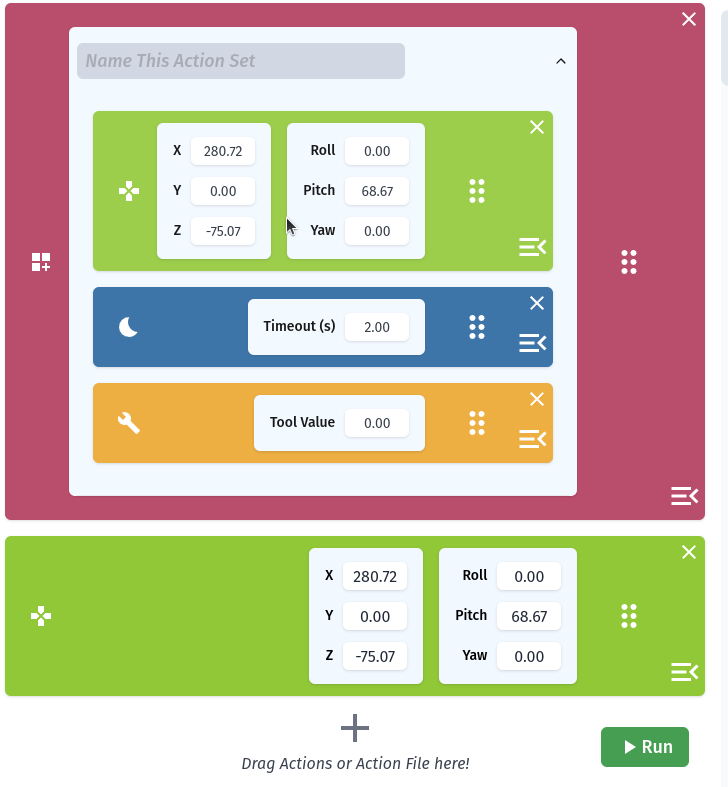 Name This Action Set
X 280.72 Roll 0.00
Y 0.00 Pitch 68.67
Z -75.07 Yaw 0.00
Timeout (s) 2.00
Tool Value 0.00
X 280.72 Roll 0.00
Y 0.00 Pitch 68.67
Z -75.07 Yaw 0.00
Run
Drag Actions or Action File here!